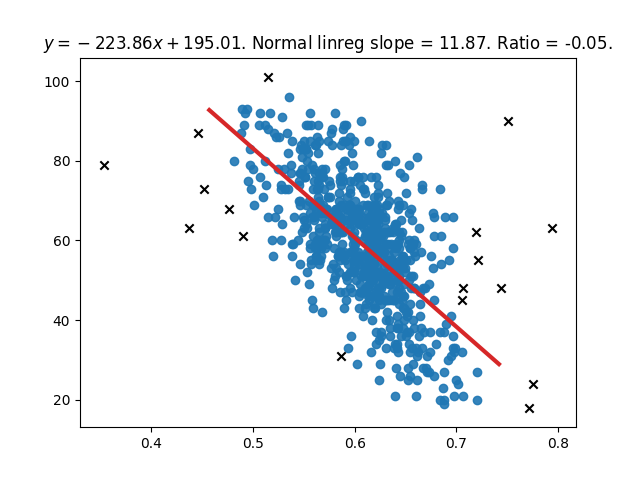 y = − 223.86x + 195.01. Normal linreg slope = 11.87. Ratio = -0.05.
100
80
60
40
20
0.4 0.5 0.6 0.7 0.8